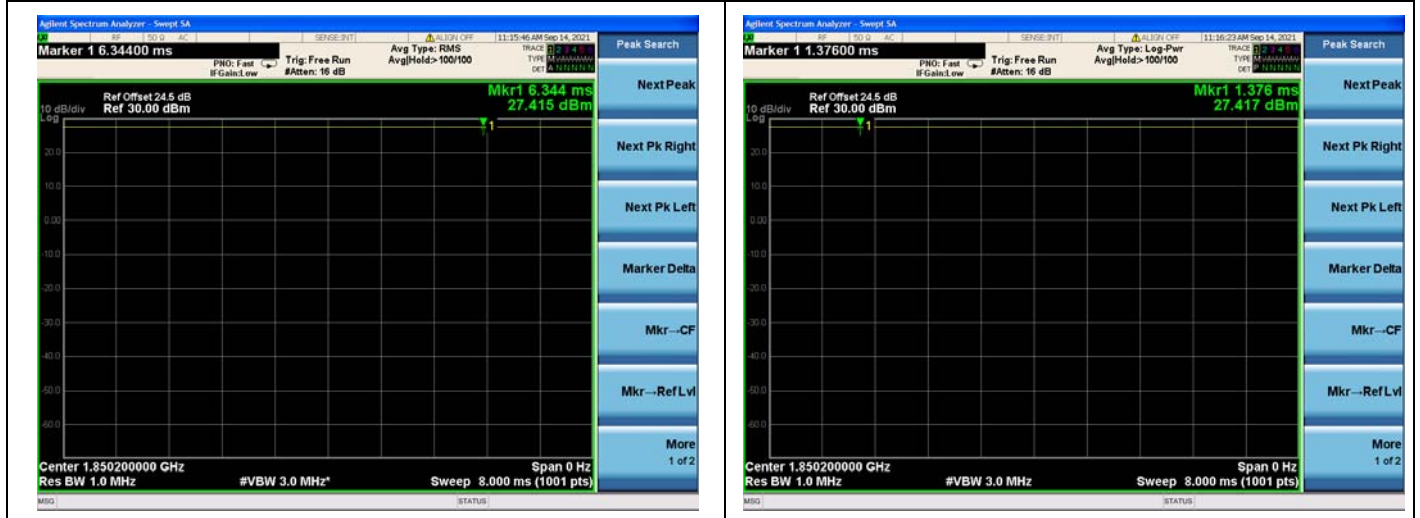 Agilent Spectrum Analyzer - Swept SA
RF 50 Ω AC SENSE:INT ALIGN OFF 11:15:46 AM Sep 14, 2021
Marker 1 6.34400 ms
PNO: Fast
IFGain:Low
Trig: Free Run
#Atten: 16 dB
Avg Type: RMS
Avg|Hold:>100/100
TRACE 1 2 3 4 5 6
TYPE
DET A N N N N N
Mkr1 6.344 ms
27.415 dBm
Ref Offset 24.5 dB
10 dB/div Ref 30.00 dBm
Log
1
20.0
10.0
0.00
-10.0
-20.0
-30.0
-40.0
-50.0
-60.0
Center 1.850200000 GHz Span 0 Hz
Res BW 1.0 MHz #VBW 3.0 MHz* Sweep 8.000 ms (1001 pts)
MSG STATUS
Peak Search
Next Peak
Next Pk Right
Next Pk Left
Marker Delta
Mkr→CF
Mkr→Ref Lvl
More
1 of 2
Agilent Spectrum Analyzer - Swept SA
RF 50 Ω AC SENSE:INT ALIGN OFF 11:16:23 AM Sep 14, 2021
Marker 1 1.37600 ms
PNO: Fast
IFGain:Low
Trig: Free Run
#Atten: 16 dB
Avg Type: Log-Pwr
Avg|Hold:>100/100
TRACE 1 2 3 4 5 6
TYPE
DET P N N N N N
Mkr1 1.376 ms
27.417 dBm
Ref Offset 24.5 dB
10 dB/div Ref 30.00 dBm
Log
1
20.0
10.0
0.00
-10.0
-20.0
-30.0
-40.0
-50.0
-60.0
Center 1.850200000 GHz Span 0 Hz
Res BW 1.0 MHz #VBW 3.0 MHz Sweep 8.000 ms (1001 pts)
MSG STATUS
Peak Search
Next Peak
Next Pk Right
Next Pk Left
Marker Delta
Mkr→CF
Mkr→Ref Lvl
More
1 of 2